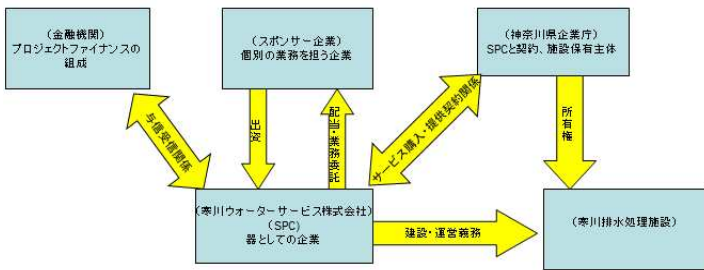 （金融機関）
プロジェクトファイナンスの
組成
（スポンサー企業）
個別の業務を担う企業
（神奈川県企業庁）
SPCと契約、施設保有主体
与信受信関係
出資
配当・業務委託
サービス購入・提供契約関係
所有権
（寒川ウォーターサービス株式会社）
（SPC）
器としての企業
建設・運営義務
（寒川排水処理施設）